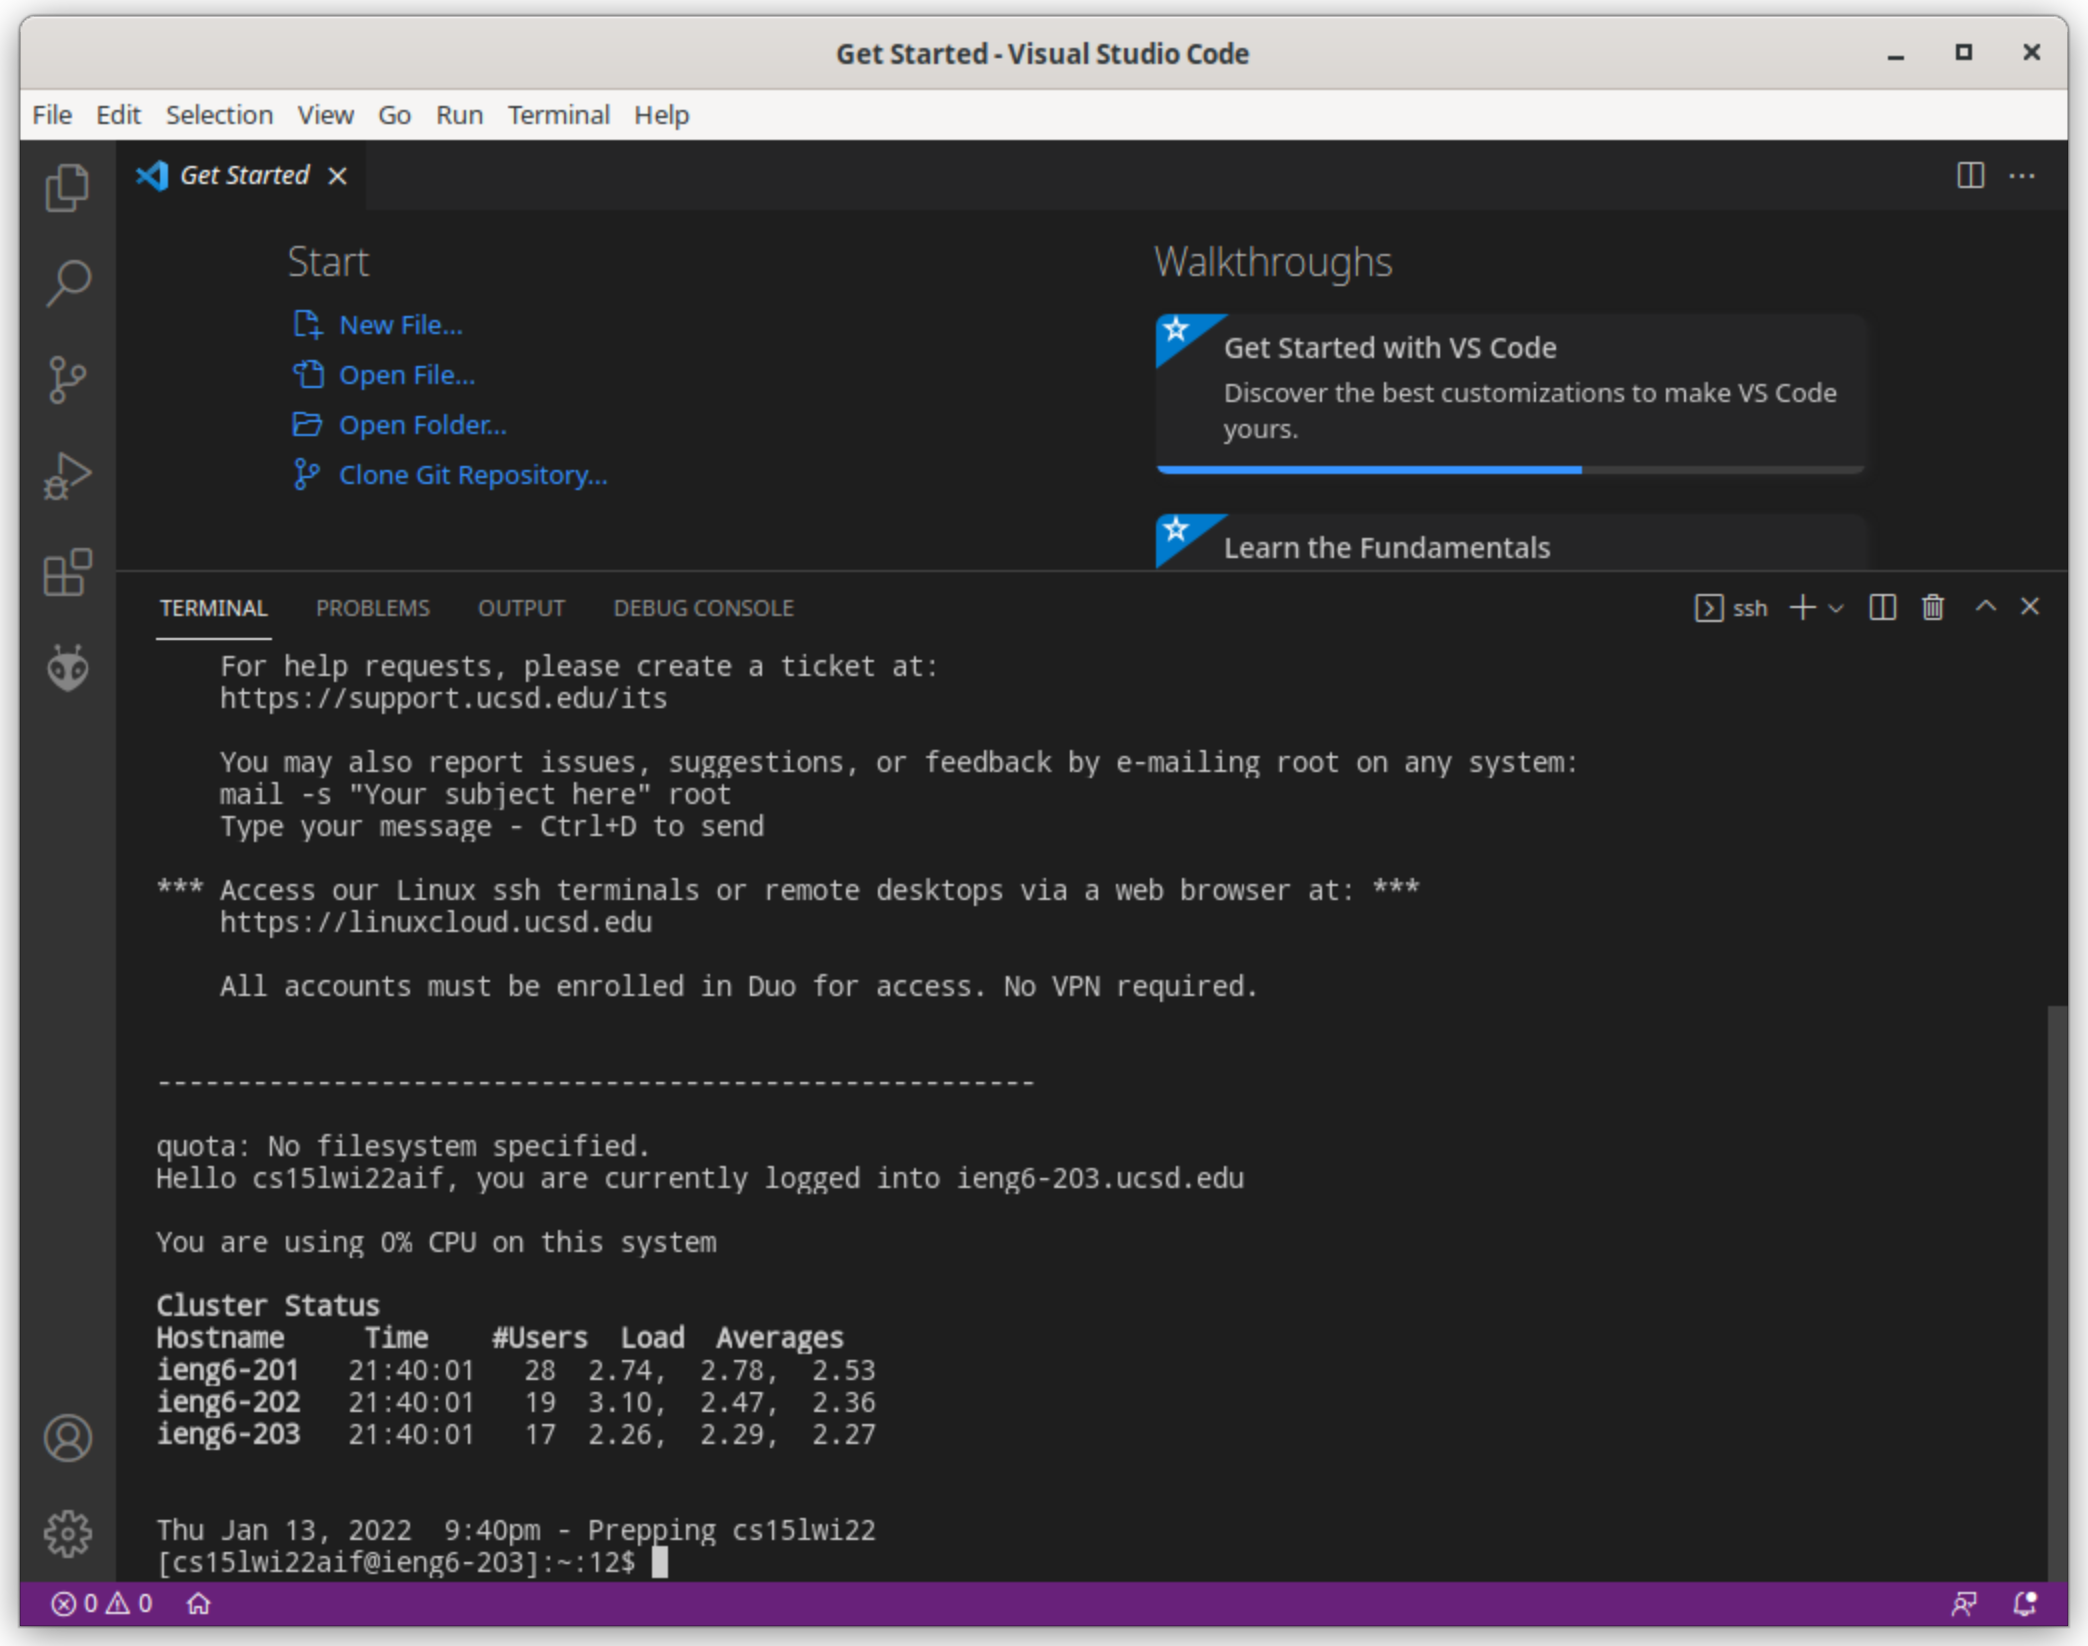 Get Started - Visual Studio Code
File Edit Selection View Go Run Terminal Help
Get Started
Start
New File...
Open File...
Open Folder...
Clone Git Repository...
Walkthroughs
Get Started with VS Code
Discover the best customizations to make VS Code
yours.
Learn the Fundamentals
TERMINAL PROBLEMS OUTPUT DEBUG CONSOLE ssh
For help requests, please create a ticket at:
https://support.ucsd.edu/its
You may also report issues, suggestions, or feedback by e-mailing root on any system:
mail -s "Your subject here" root
Type your message - Ctrl+D to send
*** Access our Linux ssh terminals or remote desktops via a web browser at: ***
https://linuxcloud.ucsd.edu
All accounts must be enrolled in Duo for access. No VPN required.
-------------------------------------------------------
quota: No filesystem specified.
Hello cs15lwi22aif, you are currently logged into ieng6-203.ucsd.edu
You are using 0% CPU on this system
Cluster Status
Hostname     Time    #Users  Load  Averages
ieng6-201   21:40:01   28  2.74,  2.78,  2.53
ieng6-202   21:40:01   19  3.10,  2.47,  2.36
ieng6-203   21:40:01   17  2.26,  2.29,  2.27
Thu Jan 13, 2022  9:40pm - Prepping cs15lwi22
[cs15lwi22aif@ieng6-203]:~:12$
0 0